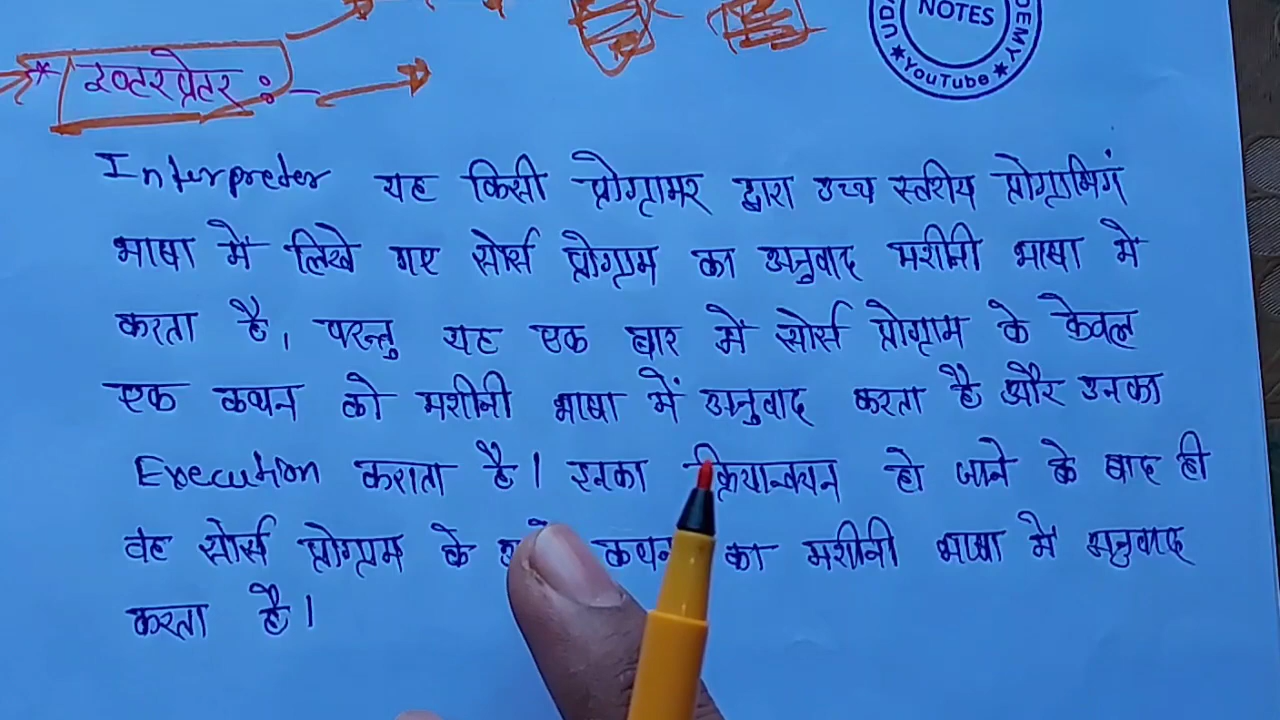 NOTES
YouTube
* इन्टरप्रेटर :-
Interpreter यह किसी प्रोग्रामर द्वारा उच्च स्तरीय प्रोग्रामिंग
भाषा में लिखे गए सोर्स प्रोग्राम का अनुवाद मशीनी भाषा मे
करता है, परन्तु यह एक बार में सोर्स प्रोग्राम के केवल
एक कथन को मशीनी भाषा में अनुवाद करता है और उनका
Execution कराता है। इनका क्रियान्वयन हो जाने के बाद ही
वह सोर्स प्रोग्राम के कथन का मशीनी भाषा मे अनुवाद
करता है।